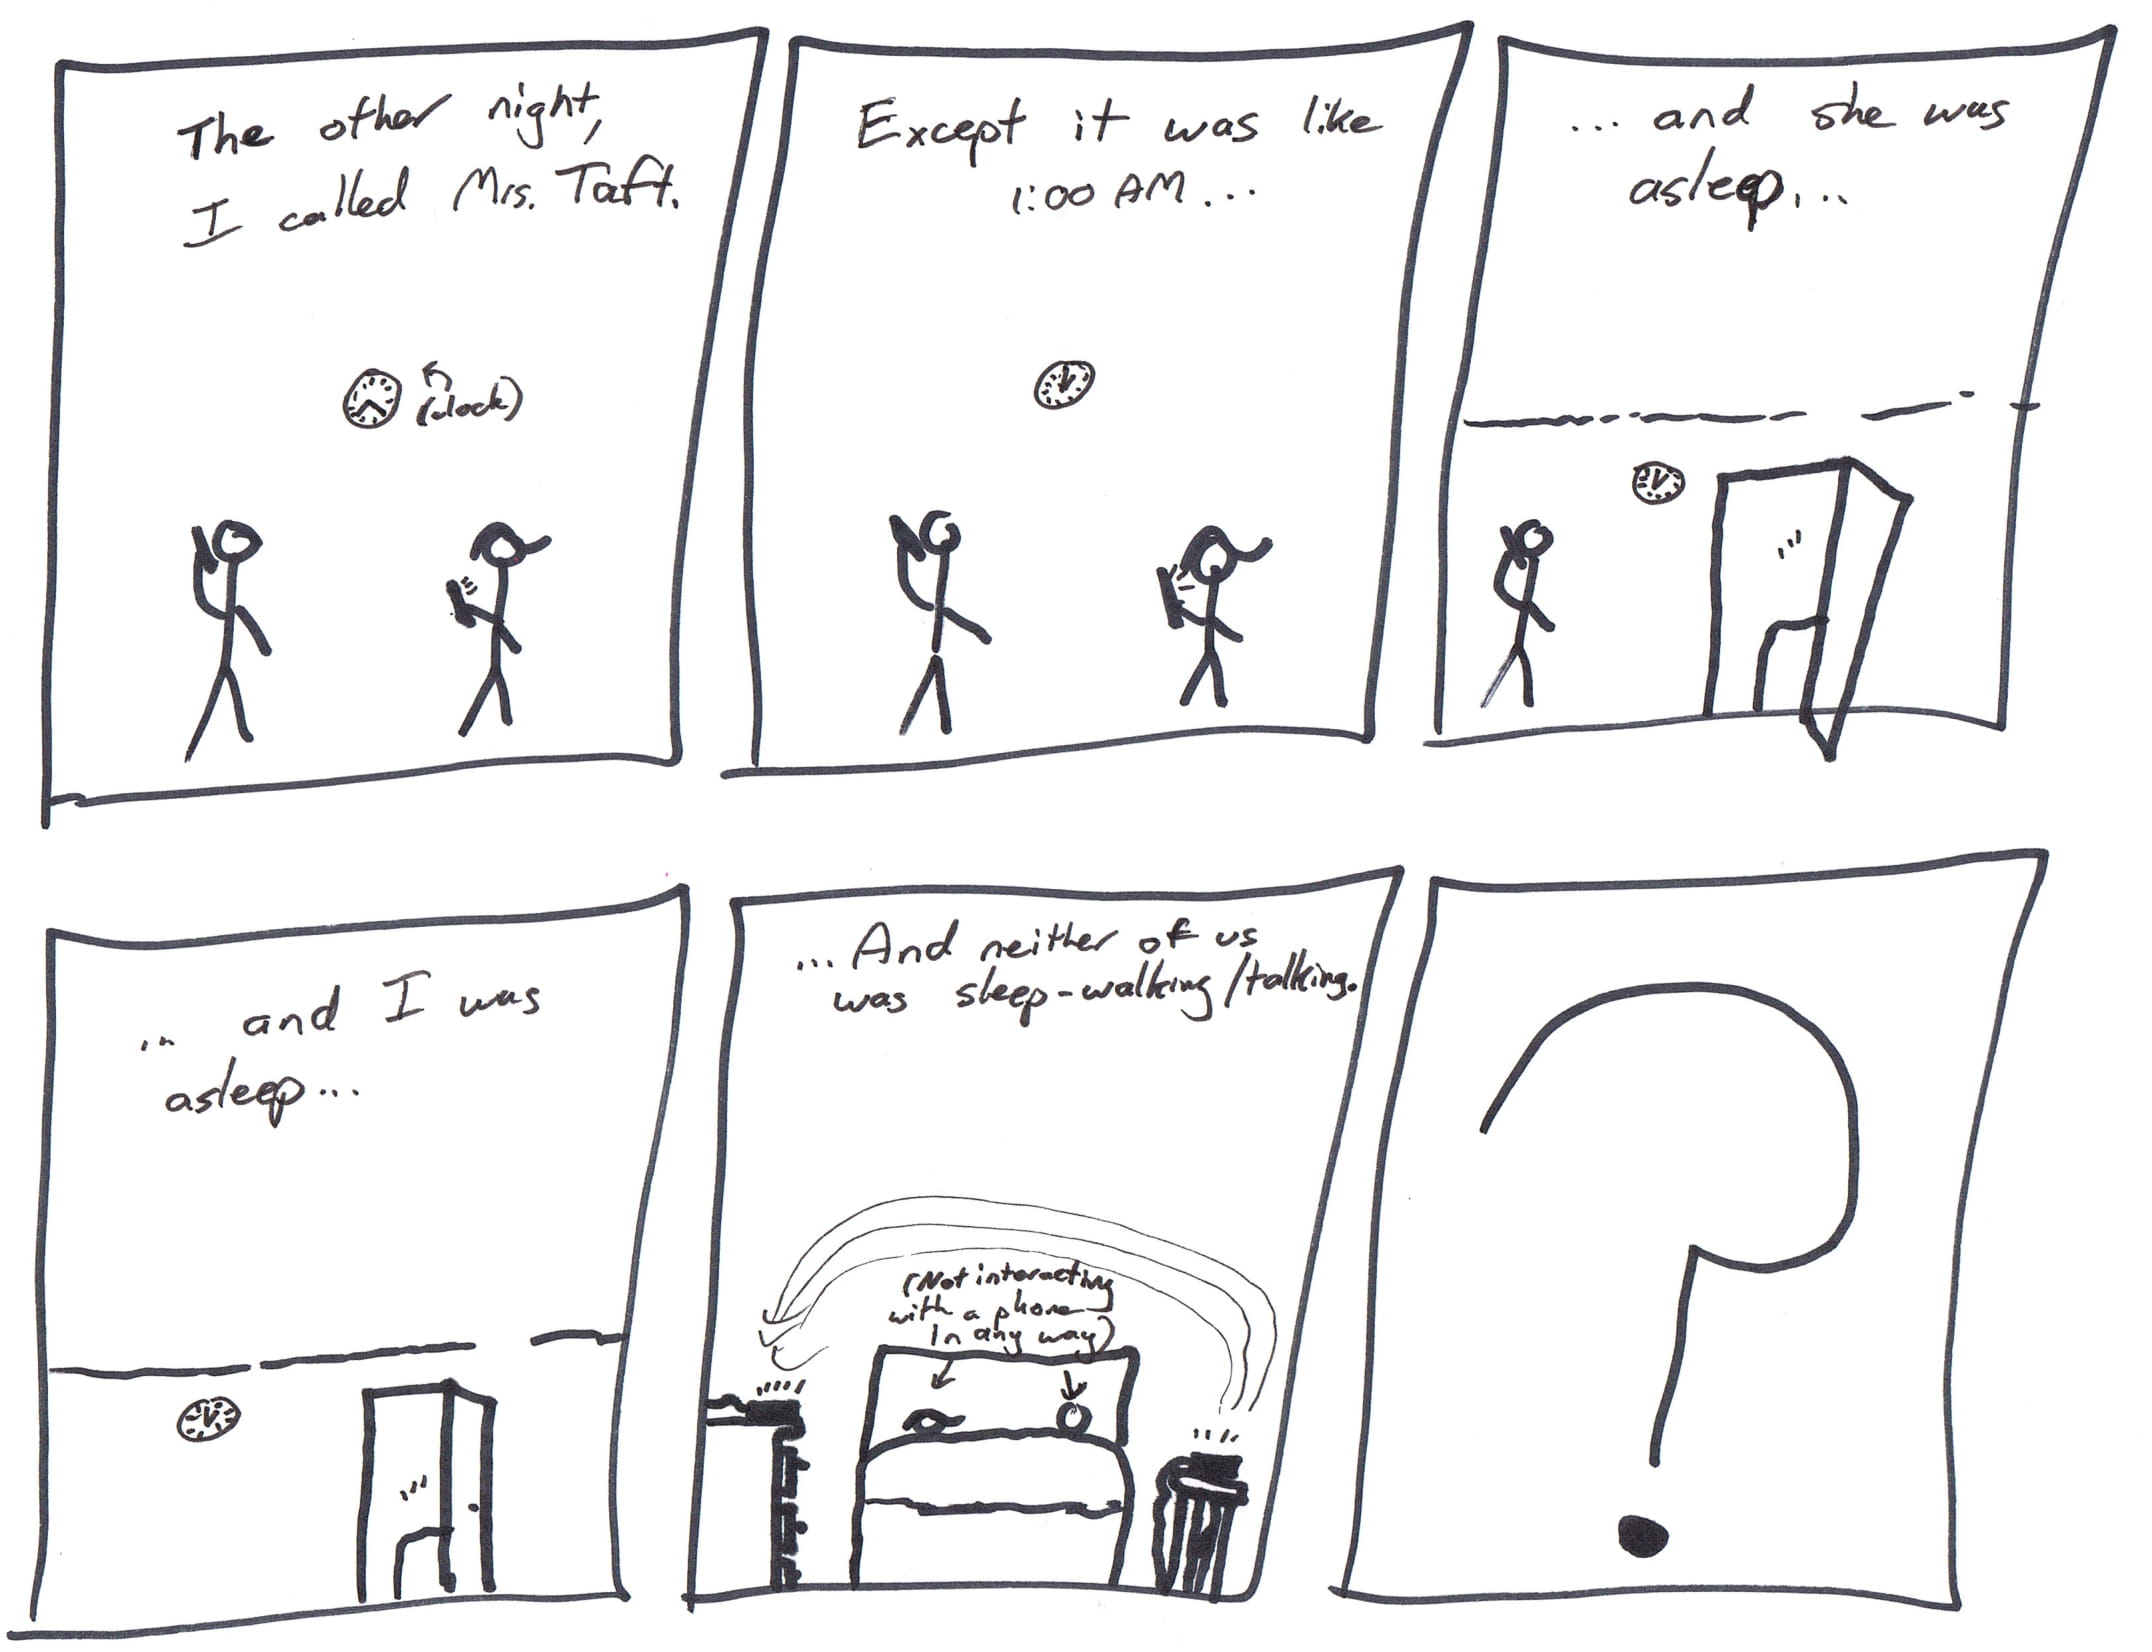 The other night,
I called Mrs. Taft.
(clock)
Except it was like
1:00 AM...
... and she was
asleep...
... and I was
asleep...
... And neither of us
was sleep-walking/talking.
(Not interacting
with a phone
in any way)
?